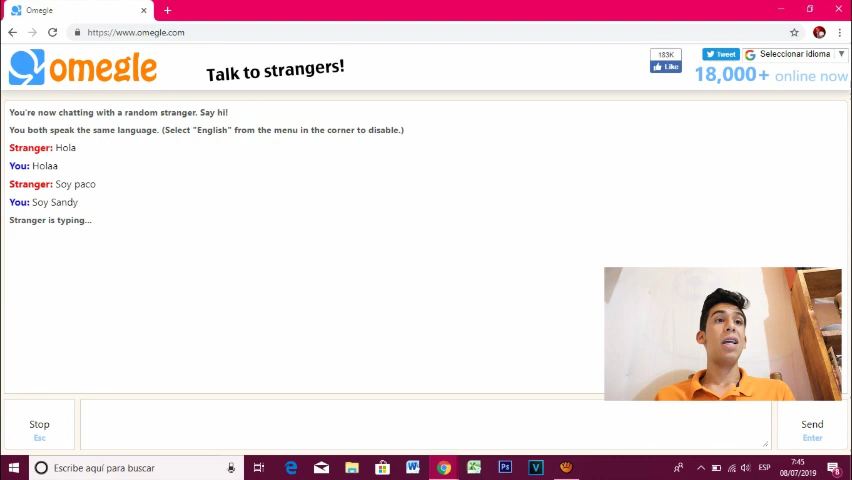 Omegle
https://www.omegle.com
omegle
Talk to strangers!
183K
Like
Tweet
G Seleccionar idioma
18,000+ online now
You're now chatting with a random stranger. Say hi!
You both speak the same language. (Select "English" from the menu in the corner to disable.)
Stranger: Hola
You: Holaa
Stranger: Soy paco
You: Soy Sandy
Stranger is typing...
Stop
Esc
Send
Enter
Escribe aquí para buscar
ESP
7:45
08/07/2019
8